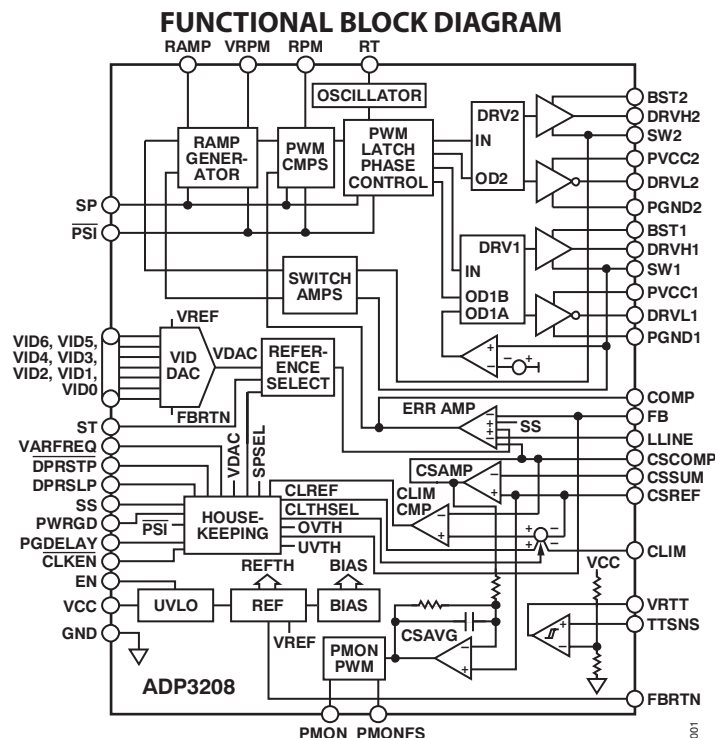 FUNCTIONAL BLOCK DIAGRAM
RAMP VRPM RPM RT
OSCILLATOR
RAMP
GENER-
ATOR
PWM
CMPS
PWM
LATCH
PHASE
CONTROL
DRV2
IN
OD2
BST2
DRVH2
SW2
PVCC2
DRVL2
PGND2
SP
PSI
SWITCH
AMPS
DRV1
IN
OD1B
OD1A
+
–
–
+
BST1
DRVH1
SW1
PVCC1
DRVL1
PGND1
VID6, VID5,
VID4, VID3,
VID2, VID1,
VID0
VREF
VID
DAC
FBRTN
VDAC
REFER-
ENCE
SELECT
ERR AMP
–
+
+
–
SS
COMP
FB
LLINE
CSCOMP
CSSUM
CSREF
CLIM
ST
VARFREQ
DPRSTP
DPRSLP
SS
PWRGD
PGDELAY
CLKEN
EN
VCC
GND
VDAC
SPSEL
PSI
HOUSE-
KEEPING
CLREF
CLTHSEL
OVTH
UVTH
CSAMP
–
+
CLIM
CMP
–
+
+
–
+
+
REFTH
BIAS
UVLO
REF
BIAS
VREF
CSAVG
–
+
PMON
PWM
VCC
+
–
VRTT
TTSNS
FBRTN
ADP3208
PMON PMONFS
001